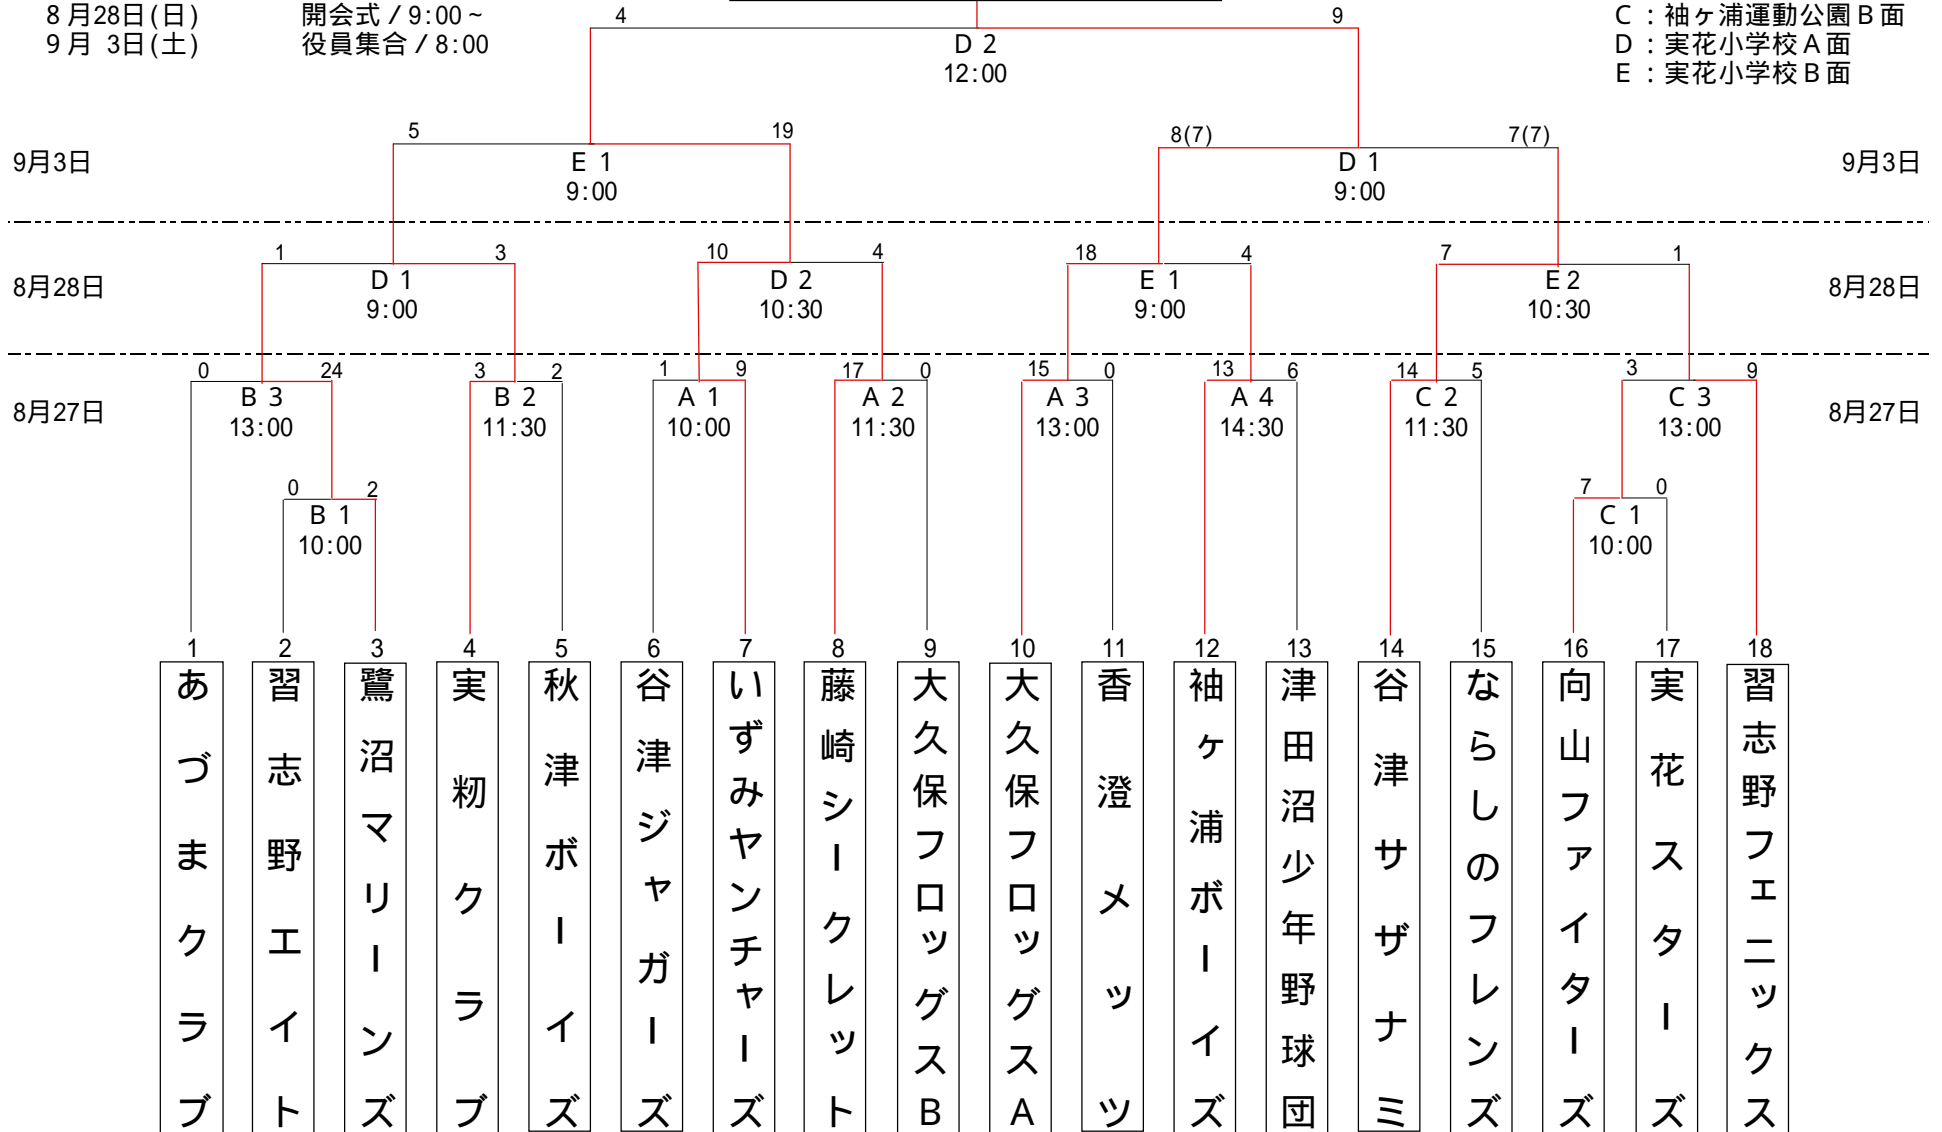 8月28日(日) 開会式/9:00~
9月 3日(土) 役員集合/8:00
C:袖ヶ浦運動公園B面
D:実花小学校A面
E:実花小学校B面
4 9
D 2
12:00
5 19 8(7) 7(7)
9月3日 E 1 D 1 9月3日
9:00 9:00
1 3 10 4 18 4 7 1
8月28日 D 1 D 2 E 1 E 2 8月28日
9:00 10:30 9:00 10:30
0 24 3 2 1 9 17 0 15 0 13 6 14 5 3 9
8月27日 B 3 B 2 A 1 A 2 A 3 A 4 C 2 C 3 8月27日
13:00 11:30 10:00 11:30 13:00 14:30 11:30 13:00
0 2 7 0
B 1 C 1
10:00 10:00
1 2 3 4 5 6 7 8 9 10 11 12 13 14 15 16 17 18
あづまクラブ
習志野エイト
鷺沼マリーンズ
実籾クラブ
秋津ボーイズ
谷津ジャガーズ
いずみヤンチャーズ
藤崎シークレット
大久保フロッグスB
大久保フロッグスA
香澄メッツ
袖ヶ浦ボーイズ
津田沼少年野球団
谷津サザナミ
ならしのフレンズ
向山ファイターズ
実花スターズ
習志野フェニックス